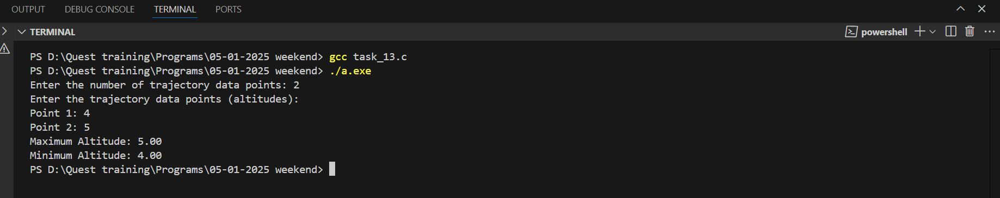 OUTPUT DEBUG CONSOLE TERMINAL PORTS
TERMINAL powershell
PS D:\Quest training\Programs\05-01-2025 weekend> gcc task_13.c
PS D:\Quest training\Programs\05-01-2025 weekend> ./a.exe
Enter the number of trajectory data points: 2
Enter the trajectory data points (altitudes):
Point 1: 4
Point 2: 5
Maximum Altitude: 5.00
Minimum Altitude: 4.00
PS D:\Quest training\Programs\05-01-2025 weekend>